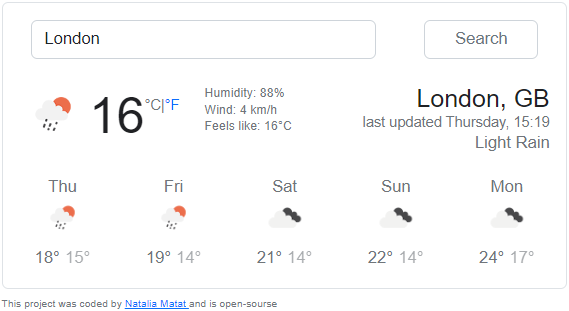 London
Search
16 °C|°F
Humidity: 88%
Wind: 4 km/h
Feels like: 16°C
London, GB
last updated Thursday, 15:19
Light Rain
Thu Fri Sat Sun Mon
18° 15° 19° 14° 21° 14° 22° 14° 24° 17°
This project was coded by Natalia Matat and is open-sourse